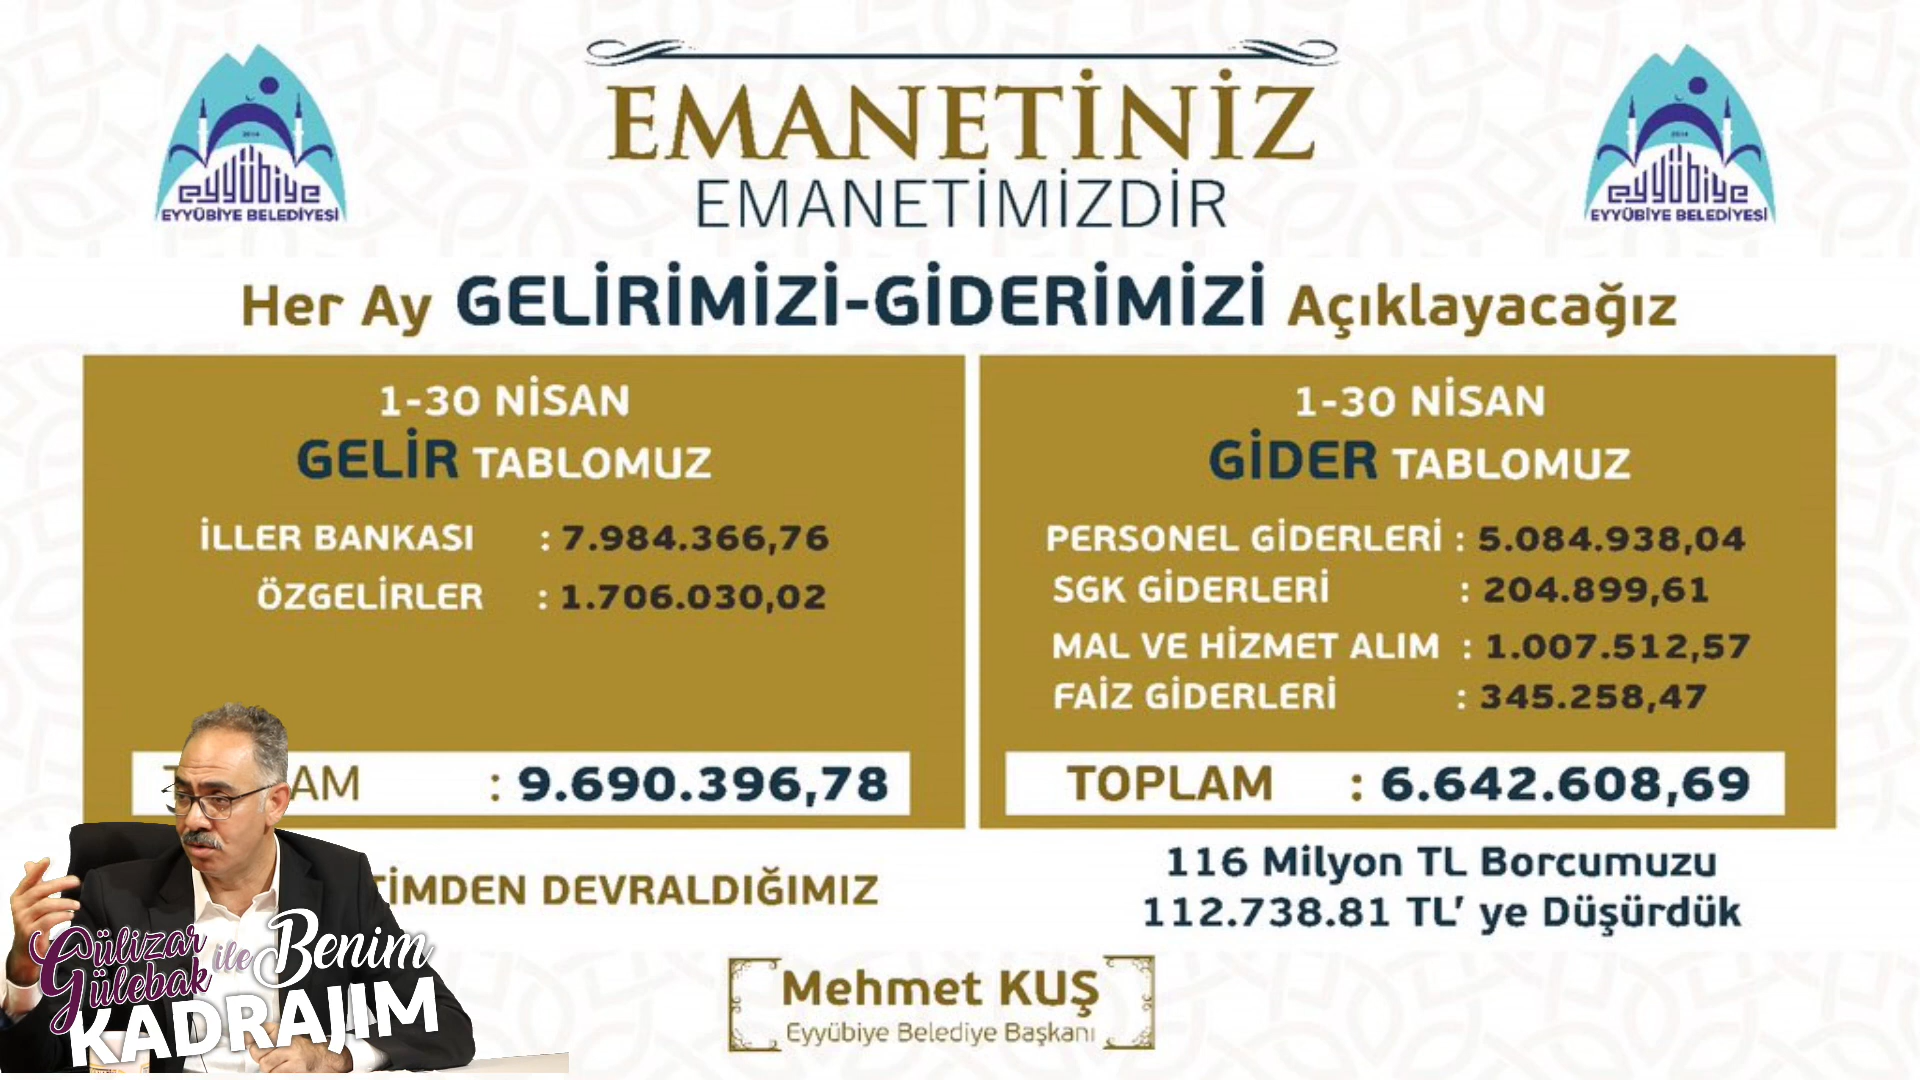 EMANETİNİZ
EMANETİMİZDİR
2014
eyyübiye
EYYÜBİYE BELEDİYESİ
2014
eyyübiye
EYYÜBİYE BELEDİYESİ
Her Ay GELİRİMİZİ-GİDERİMİZİ Açıklayacağız
1-30 NİSAN
GELİR TABLOMUZ
İLLER BANKASI : 7.984.366,76
ÖZGELİRLER : 1.706.030,02
: 9.690.396,78
1-30 NİSAN
GİDER TABLOMUZ
PERSONEL GİDERLERİ : 5.084.938,04
SGK GİDERLERİ : 204.899,61
MAL VE HİZMET ALIM : 1.007.512,57
FAİZ GİDERLERİ : 345.258,47
TOPLAM : 6.642.608,69
DEVRALDIĞIMIZ
116 Milyon TL Borcumuzu
112.738.81 TL' ye Düşürdük
Mehmet KUŞ
Eyyübiye Belediye Başkanı
Gülizar Gülebak ile Benim
KADRAJIM